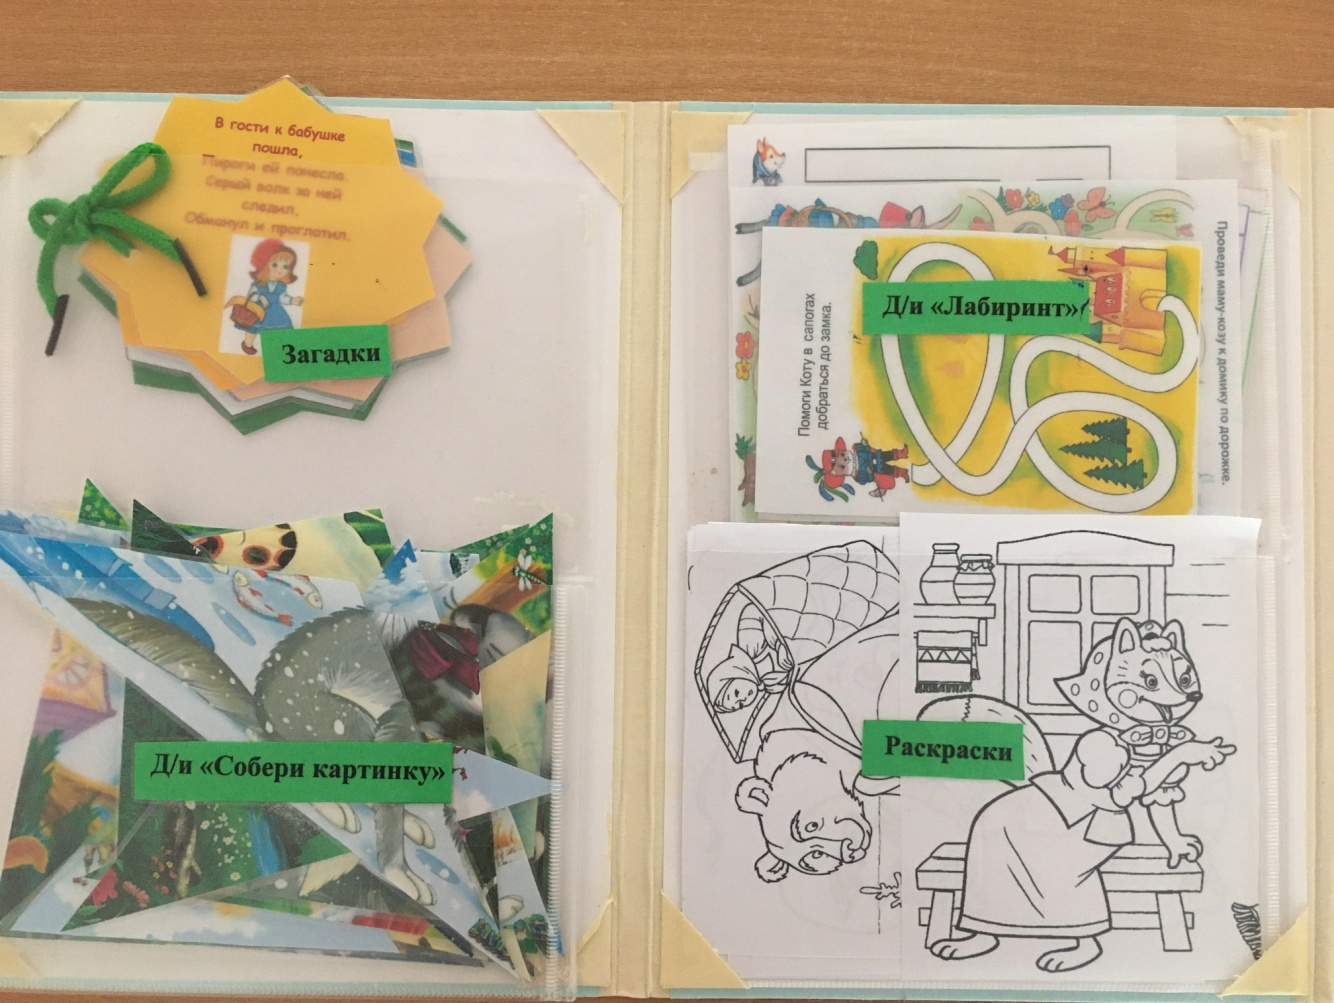 В гости к бабушке
пошла,
Пироги ей понесла.
Серый волк за ней
следил,
Обманул и проглотил.
Загадки
Д/и «Собери картинку»
Д/и «Лабиринт»
Помоги Коту в сапогах
добраться до замка.
Проведи маму-козу к домику по дорожке.
Раскраски